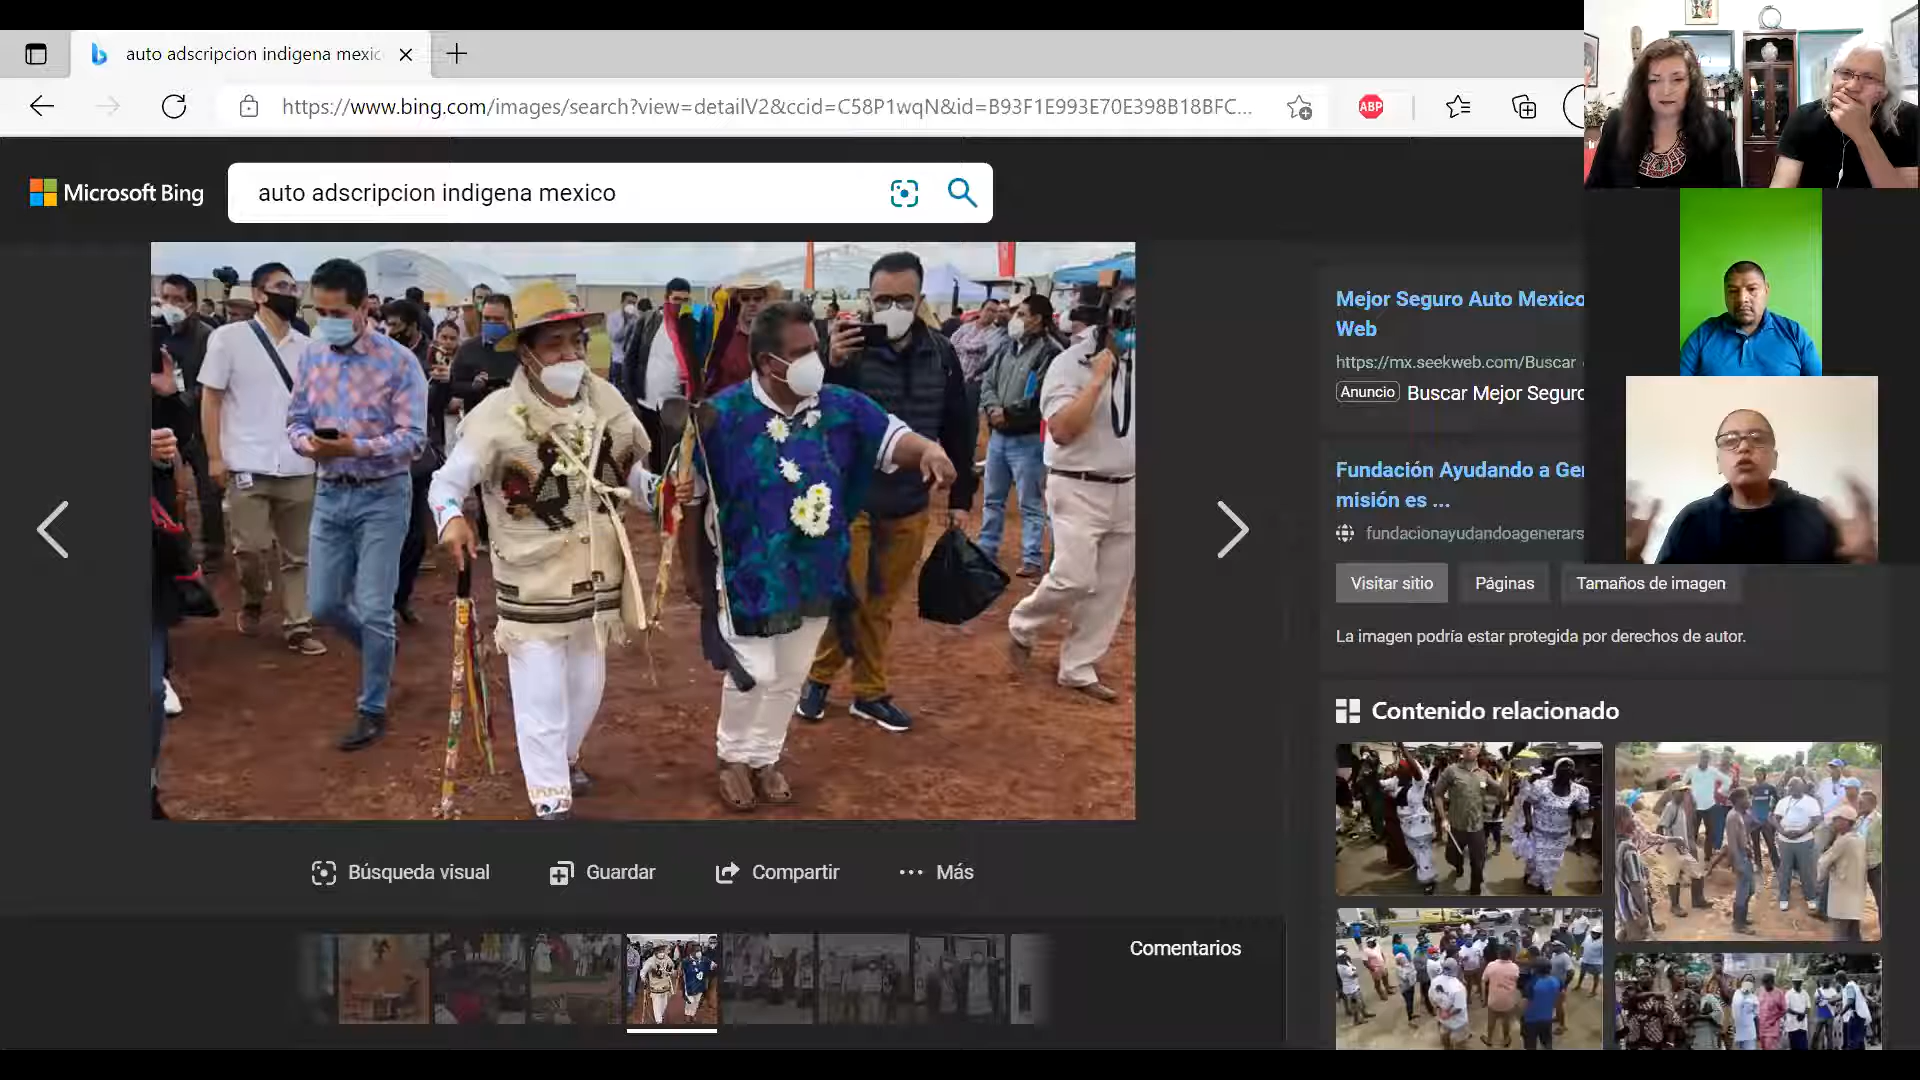 auto adscripcion indigena mexic
https://www.bing.com/images/search?view=detailV2&ccid=C58P1wqN&id=B93F1E993E70E398B18BFC...
ABP
Microsoft Bing
auto adscripcion indigena mexico
Mejor Seguro Auto Mexico
Web
https://mx.seekweb.com/Buscar
Anuncio Buscar Mejor Seguro
Fundación Ayudando a Ge
misión es ...
fundacionayudandoagenerars
Visitar sitio Páginas Tamaños de imagen
La imagen podría estar protegida por derechos de autor.
Contenido relacionado
Búsqueda visual Guardar Compartir Más
Comentarios